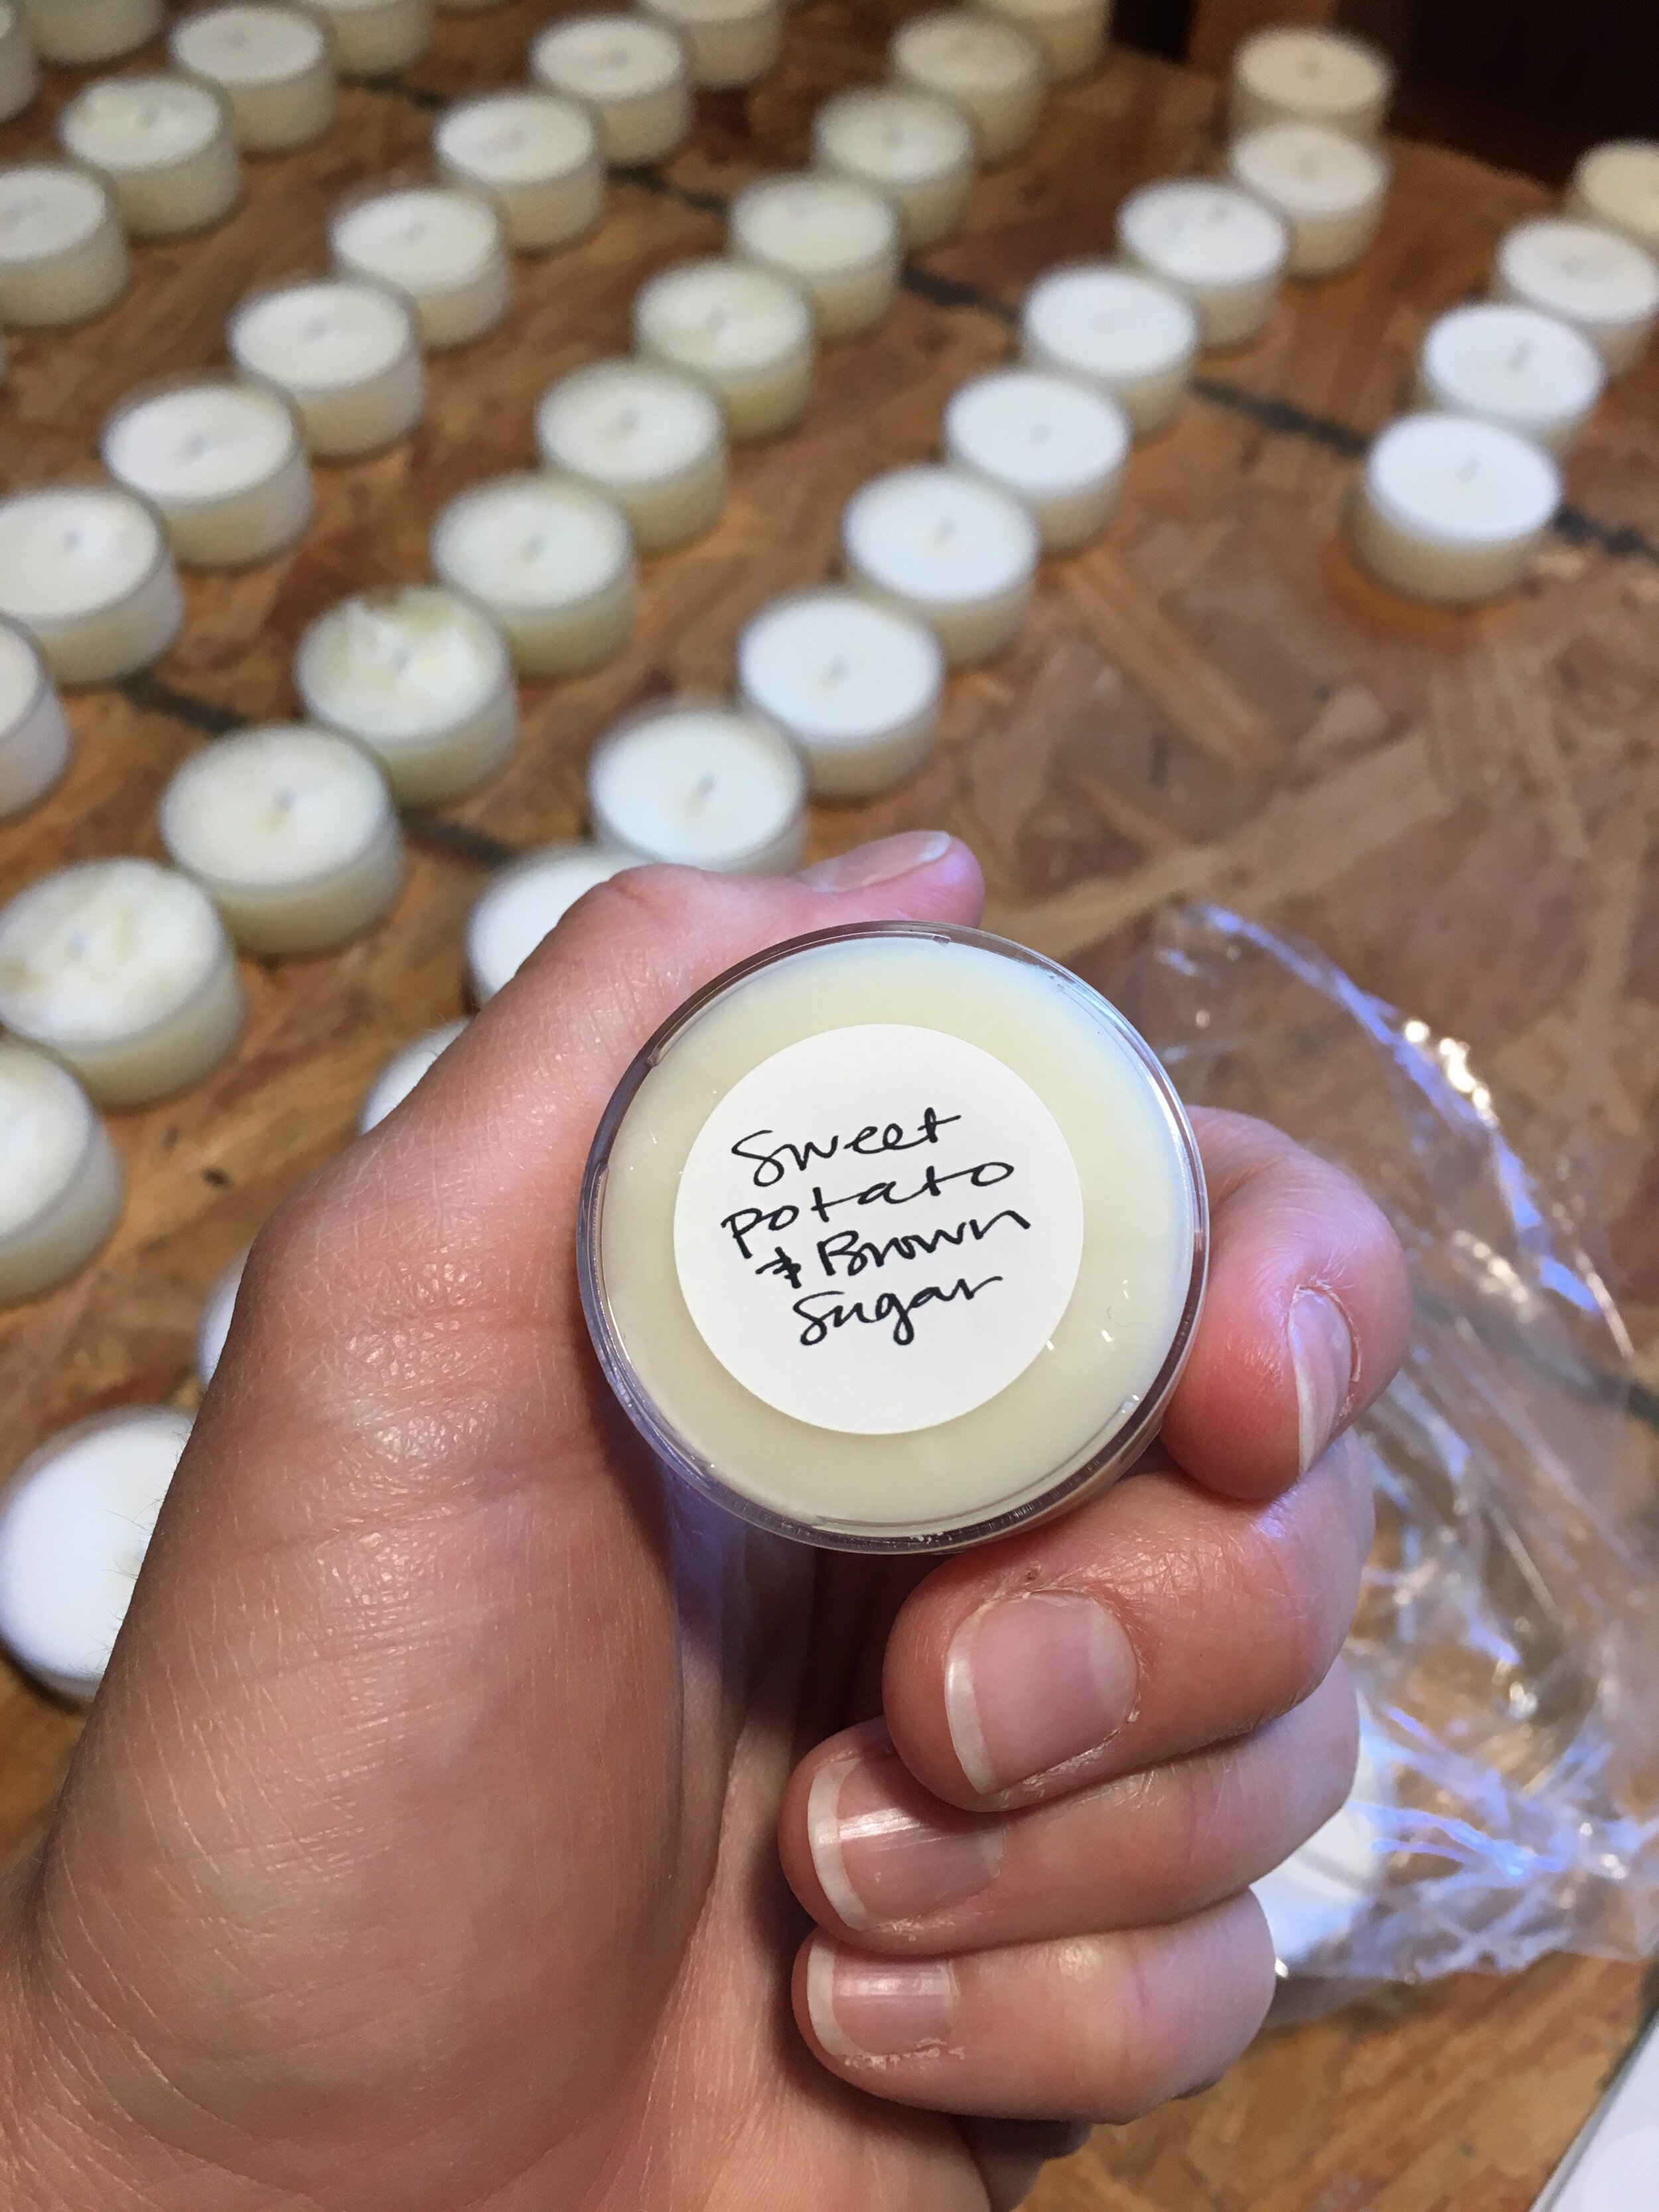 Sweet
Potato
& Brown
Sugar